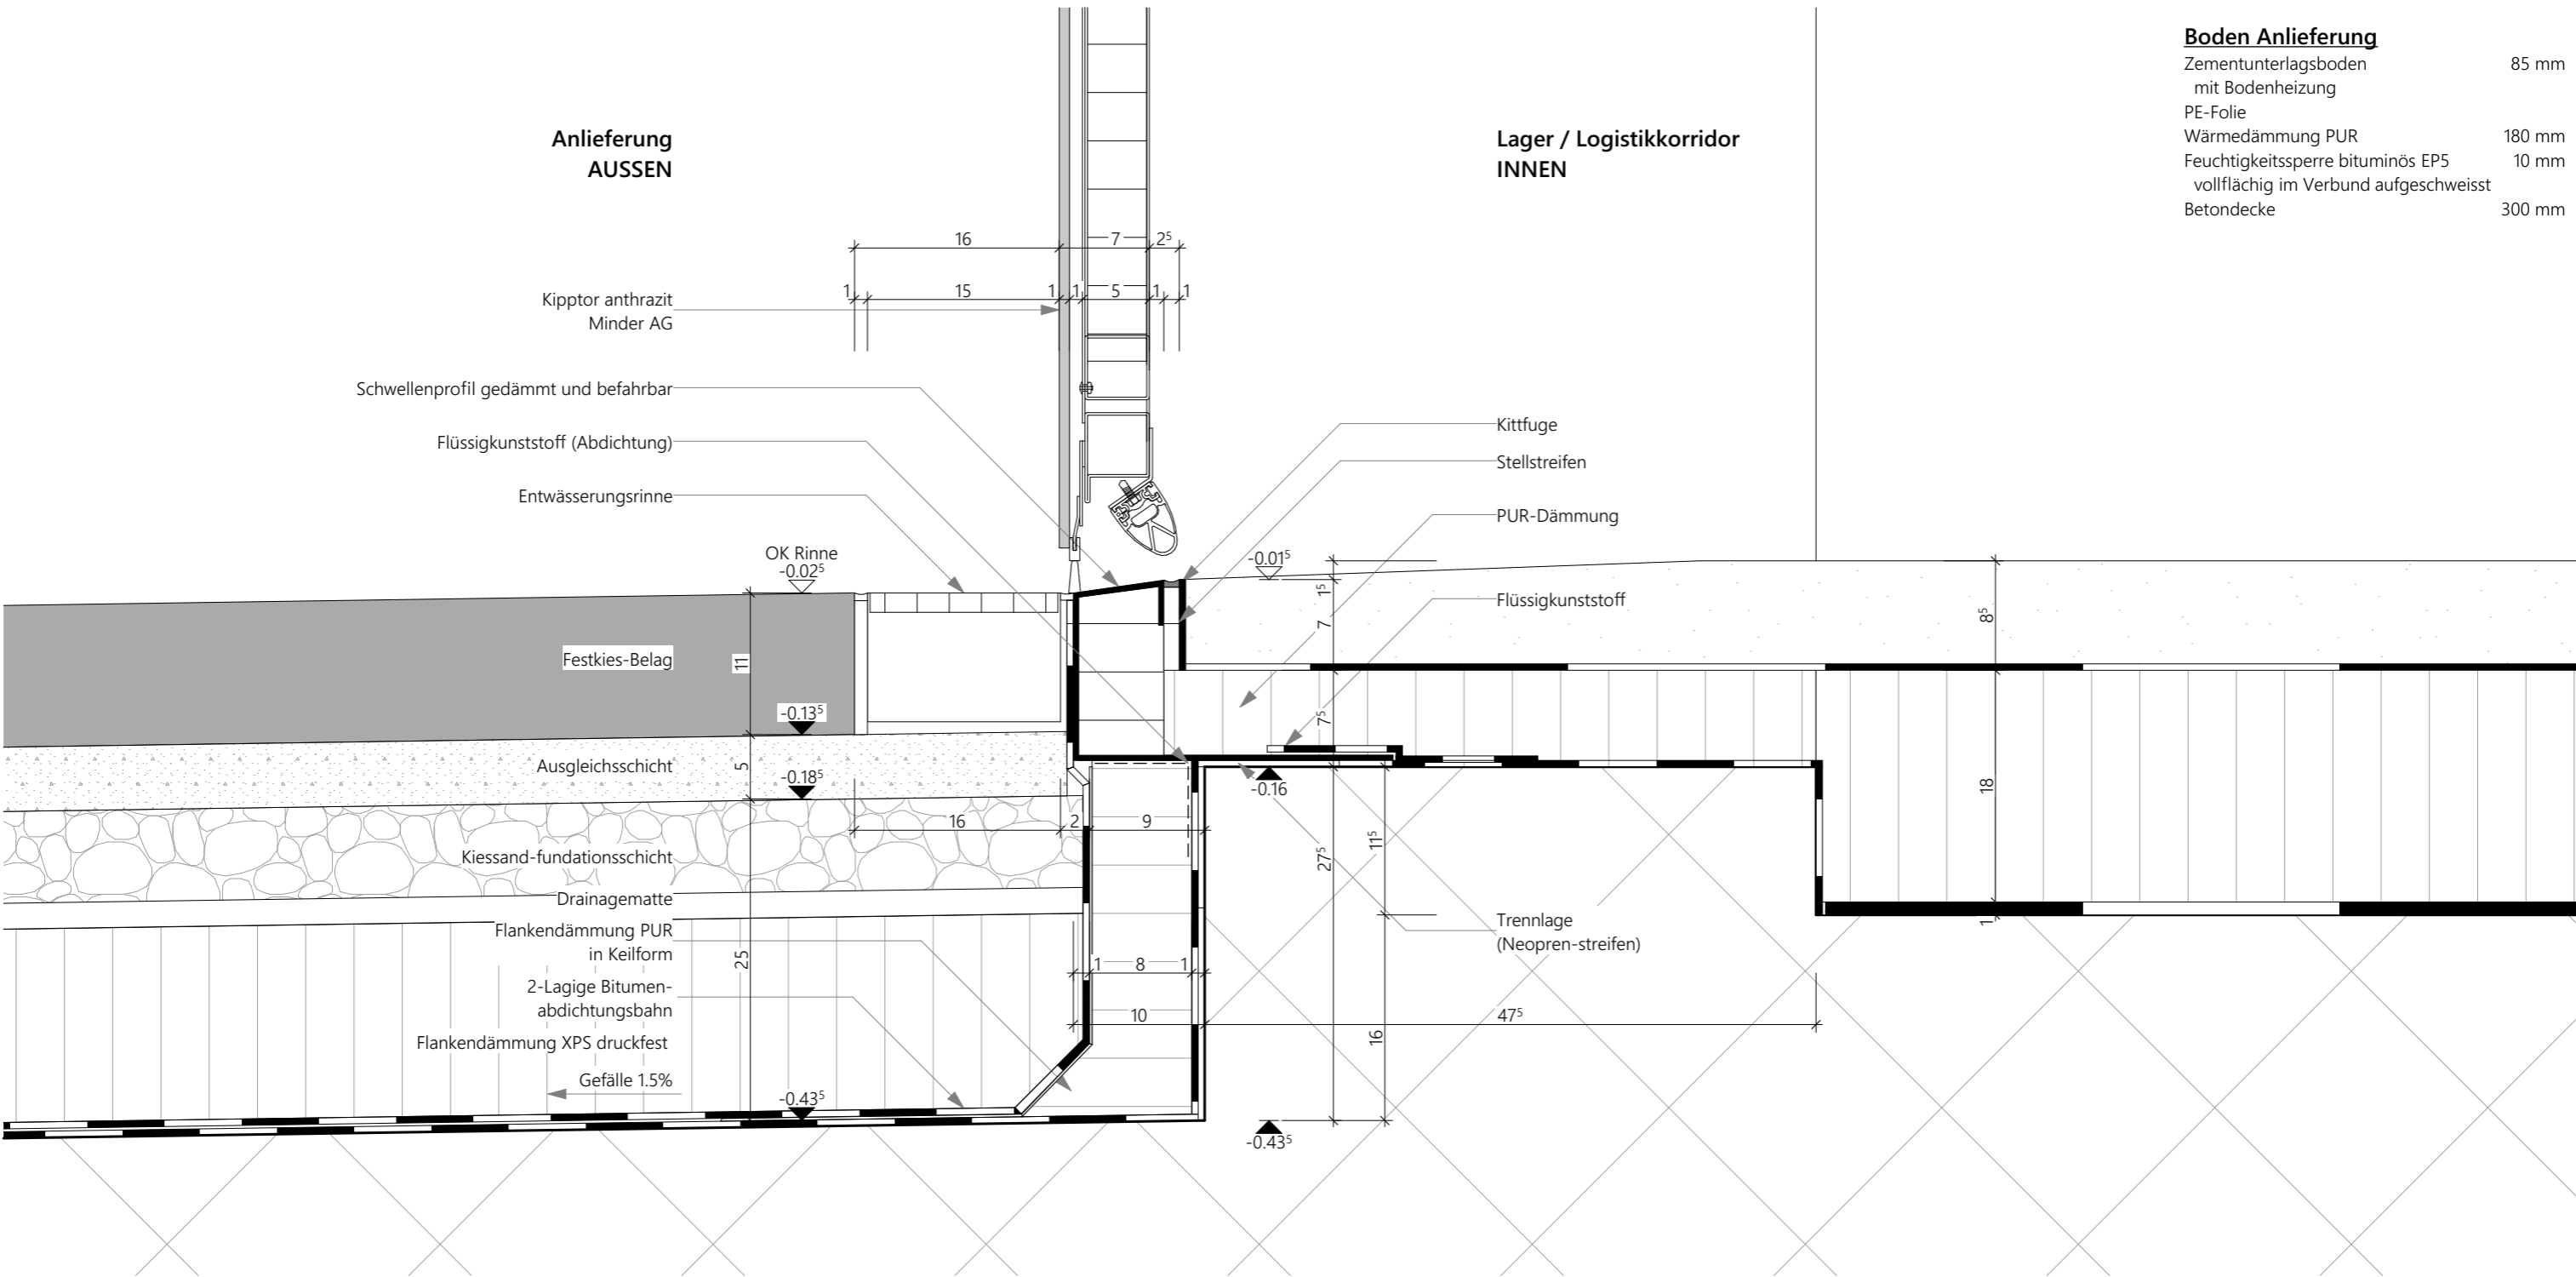 Boden Anlieferung
Zementunterlagsboden 85 mm
mit Bodenheizung
PE-Folie
Wärmedämmung PUR 180 mm
Feuchtigkeitssperre bituminös EP5 10 mm
vollflächig im Verbund aufgeschweisst
Betondecke 300 mm
Anlieferung
AUSSEN
Lager / Logistikkorridor
INNEN
16 7 2⁵
1 15 1 1 5 1 1
Kipptor anthrazit
Minder AG
Schwellenprofil gedämmt und befahrbar
Flüssigkunststoff (Abdichtung)
Entwässerungsrinne
Kittfuge
Stellstreifen
PUR-Dämmung
Flüssigkunststoff
OK Rinne
-0.02⁵
-0.01⁵
1⁵
7
7⁵
27⁵
8⁵
18
1
Festkies-Belag
11
-0.13⁵
Ausgleichsschicht
5
-0.18⁵
-0.16
16 2 9
11⁵
16
Kiessand-fundationsschicht
Drainagematte
Flankendämmung PUR
in Keilform
25
Trennlage
(Neopren-streifen)
1 8 1
2-Lagige Bitumen-
abdichtungsbahn
10 47⁵
Flankendämmung XPS druckfest
Gefälle 1.5%
-0.43⁵
-0.43⁵